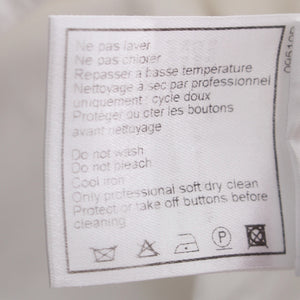 Ne pas laver
Ne pas chlorer
Repasser à basse température
Nettoyage à sec par professionnel
uniquement : cycle doux
Protéger ou ôter les boutons
avant nettoyage
Do not wash
Do not bleach
Cool iron
Only professional soft dry clean
Protect or take off buttons before
cleaning
P